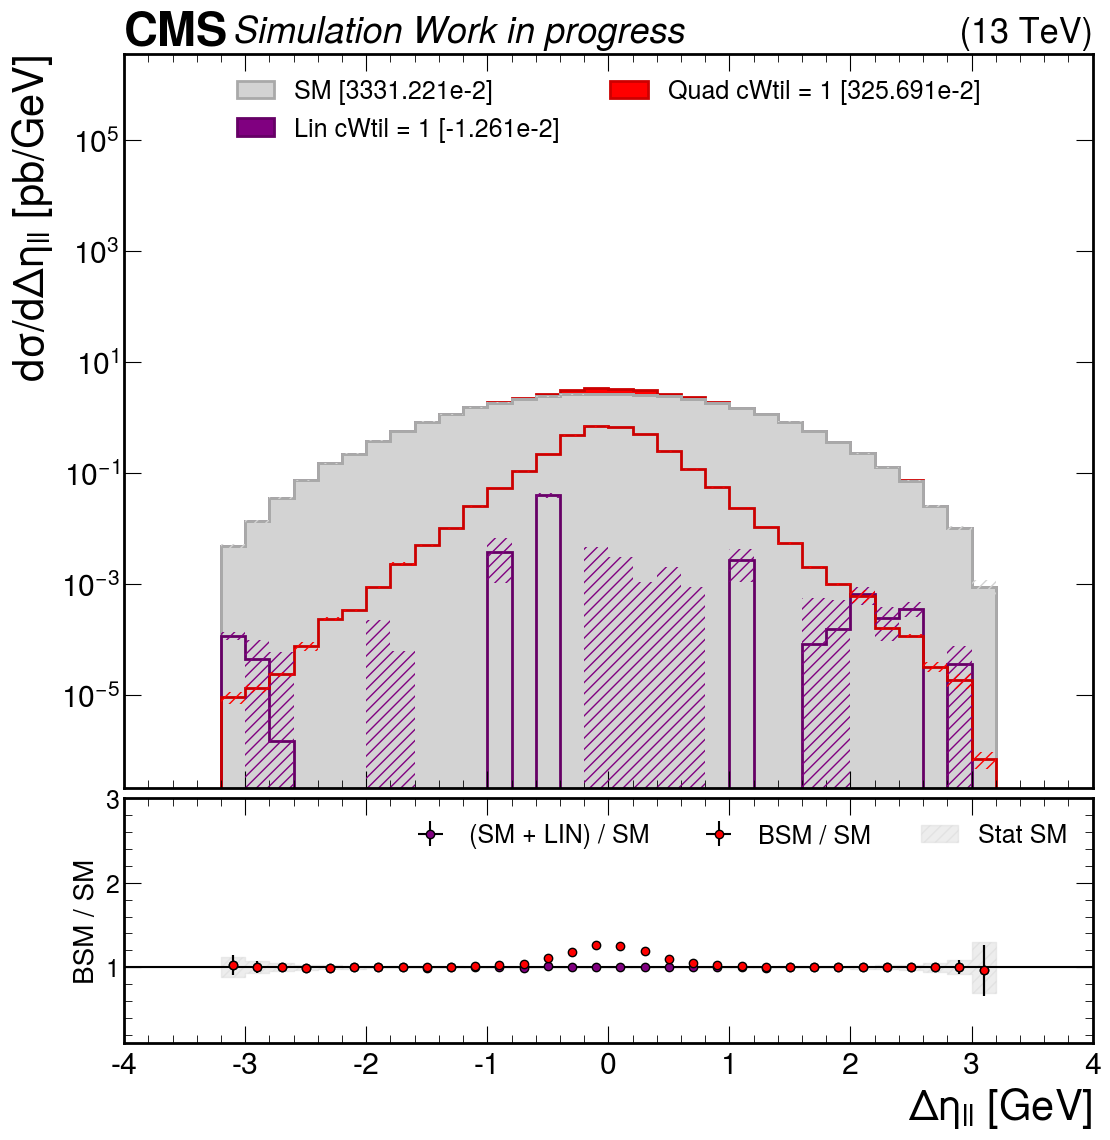 CMS Simulation Work in progress (13 TeV)
dσ/dΔη_ll [pb/GeV]
SM [3331.221e-2] Quad cWtil = 1 [325.691e-2]
Lin cWtil = 1 [-1.261e-2]
10^5
10^3
10^1
10^−1
10^−3
10^−5
BSM / SM
(SM + LIN) / SM BSM / SM Stat SM
3
2
1
-4 -3 -2 -1 0 1 2 3 4
Δη_ll [GeV]